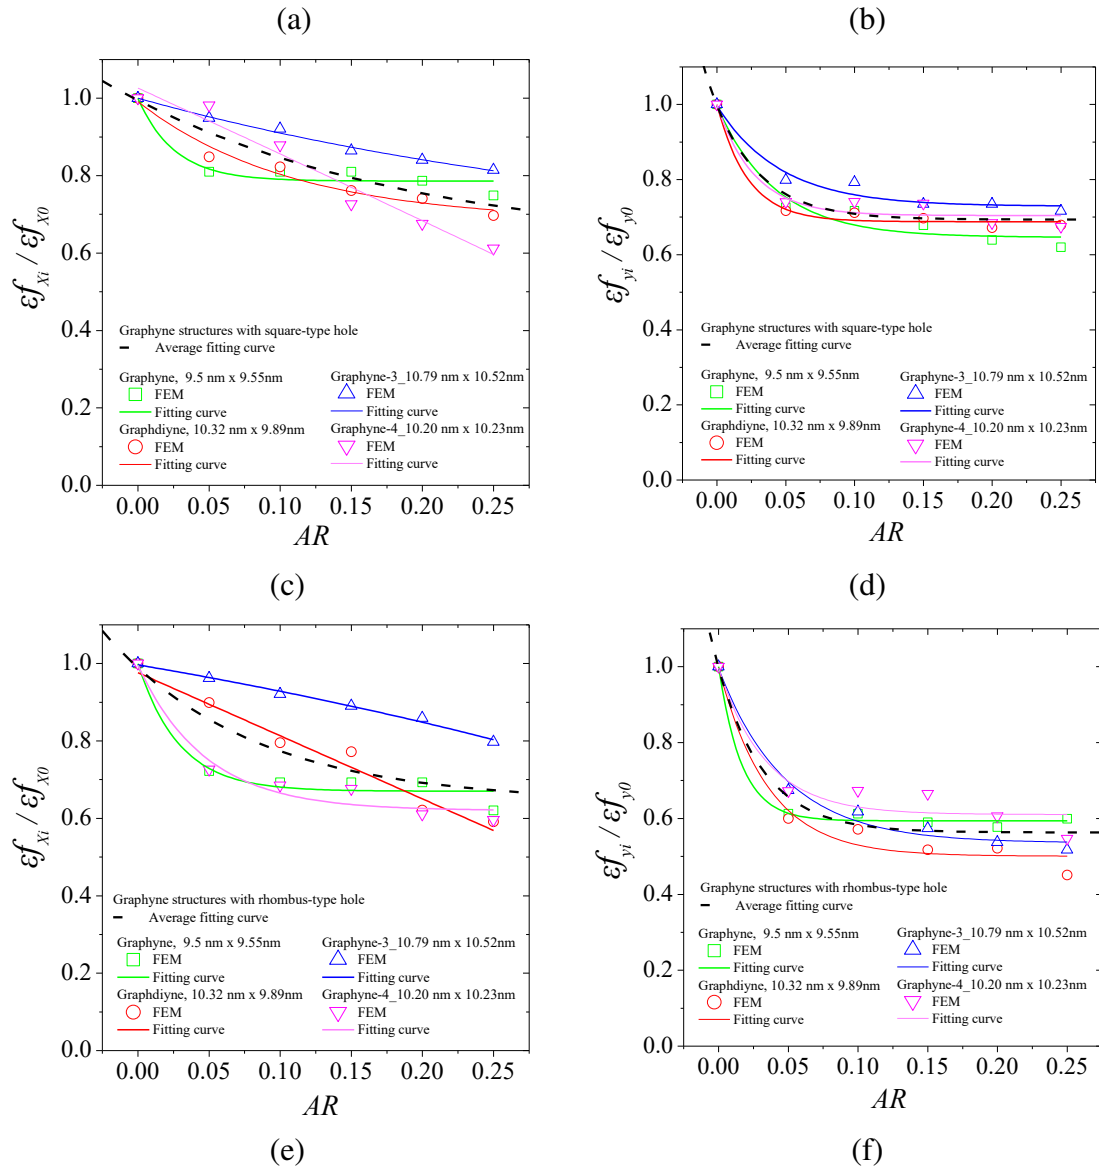 (a)
(b)
1.0
0.8
0.6
0.4
0.2
0.0
εf_Xi / εf_X0
Graphyne structures with square-type hole
Average fitting curve
Graphyne, 9.5 nm x 9.55nm
FEM
Fitting curve
Graphdiyne, 10.32 nm x 9.89nm
FEM
Fitting curve
Graphyne-3_10.79 nm x 10.52nm
FEM
Fitting curve
Graphyne-4_10.20 nm x 10.23nm
FEM
Fitting curve
0.00 0.05 0.10 0.15 0.20 0.25
AR
1.0
0.8
0.6
0.4
0.2
0.0
εf_yi / εf_y0
Graphyne structures with square-type hole
Average fitting curve
Graphyne, 9.5 nm x 9.55nm
FEM
Fitting curve
Graphdiyne, 10.32 nm x 9.89nm
FEM
Fitting curve
Graphyne-3_10.79 nm x 10.52nm
FEM
Fitting curve
Graphyne-4_10.20 nm x 10.23nm
FEM
Fitting curve
0.00 0.05 0.10 0.15 0.20 0.25
AR
(c)
(d)
1.0
0.8
0.6
0.4
0.2
0.0
εf_Xi / εf_X0
Graphyne structures with rhombus-type hole
Average fitting curve
Graphyne, 9.5 nm x 9.55nm
FEM
Fitting curve
Graphdiyne, 10.32 nm x 9.89nm
FEM
Fitting curve
Graphyne-3_10.79 nm x 10.52nm
FEM
Fitting curve
Graphyne-4_10.20 nm x 10.23nm
FEM
Fitting curve
0.00 0.05 0.10 0.15 0.20 0.25
AR
1.0
0.8
0.6
0.4
0.2
0.0
εf_yi / εf_y0
Graphyne structures with rhombus-type hole
Average fitting curve
Graphyne, 9.5 nm x 9.55nm
FEM
Fitting curve
Graphdiyne, 10.32 nm x 9.89nm
FEM
Fitting curve
Graphyne-3_10.79 nm x 10.52nm
FEM
Fitting curve
Graphyne-4_10.20 nm x 10.23nm
FEM
Fitting curve
0.00 0.05 0.10 0.15 0.20 0.25
AR
(e)
(f)